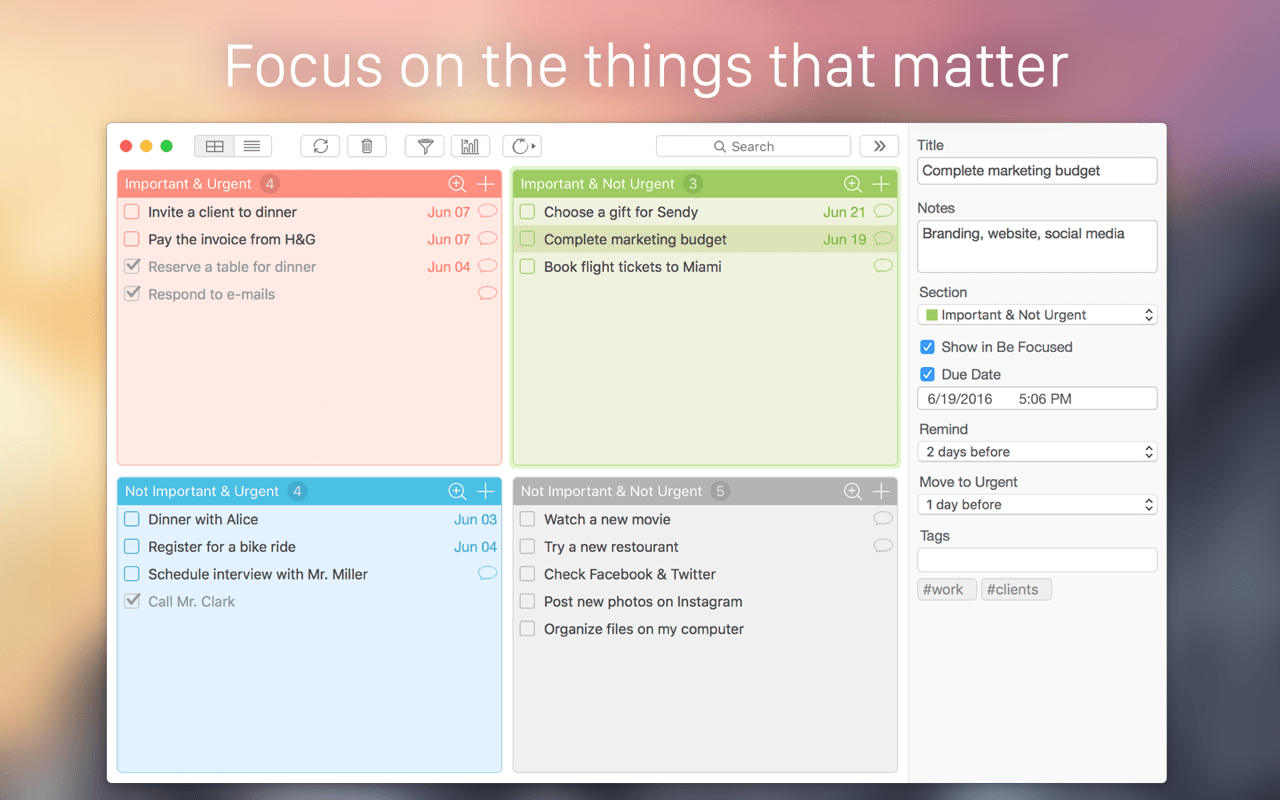 Focus on the things that matter
Search
Important & Urgent 4
Invite a client to dinner Jun 07
Pay the invoice from H&G Jun 07
Reserve a table for dinner Jun 04
Respond to e-mails
Important & Not Urgent 3
Choose a gift for Sendy Jun 21
Complete marketing budget Jun 19
Book flight tickets to Miami
Not Important & Urgent 4
Dinner with Alice Jun 03
Register for a bike ride Jun 04
Schedule interview with Mr. Miller
Call Mr. Clark
Not Important & Not Urgent 5
Watch a new movie
Try a new restourant
Check Facebook & Twitter
Post new photos on Instagram
Organize files on my computer
Title
Complete marketing budget
Notes
Branding, website, social media
Section
Important & Not Urgent
Show in Be Focused
Due Date
6/19/2016 5:06 PM
Remind
2 days before
Move to Urgent
1 day before
Tags
#work #clients